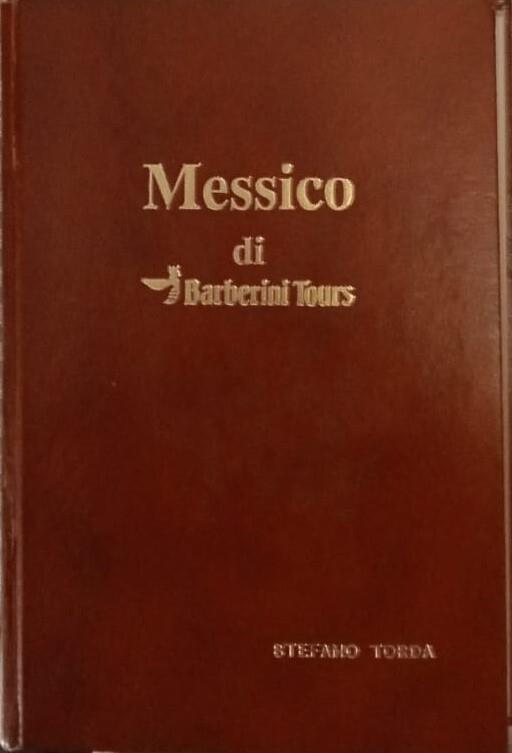 Messico
di
Barberini Tours
STEFANO TORDA